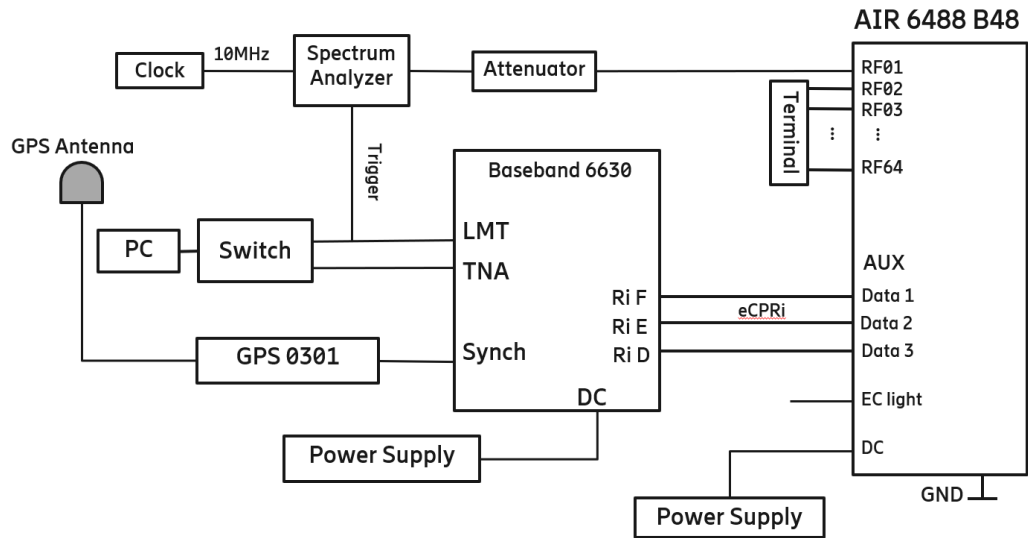 AIR 6488 B48
Clock
10MHz
Spectrum
Analyzer
Attenuator
RF01
RF02
RF03
⋮
⋮
RF64
Terminal
GPS Antenna
Trigger
Baseband 6630
PC
Switch
LMT
TNA
AUX
Ri F
Ri E
Ri D
eCPRi
Data 1
Data 2
Data 3
GPS 0301
Synch
DC
EC light
DC
Power Supply
GND
Power Supply